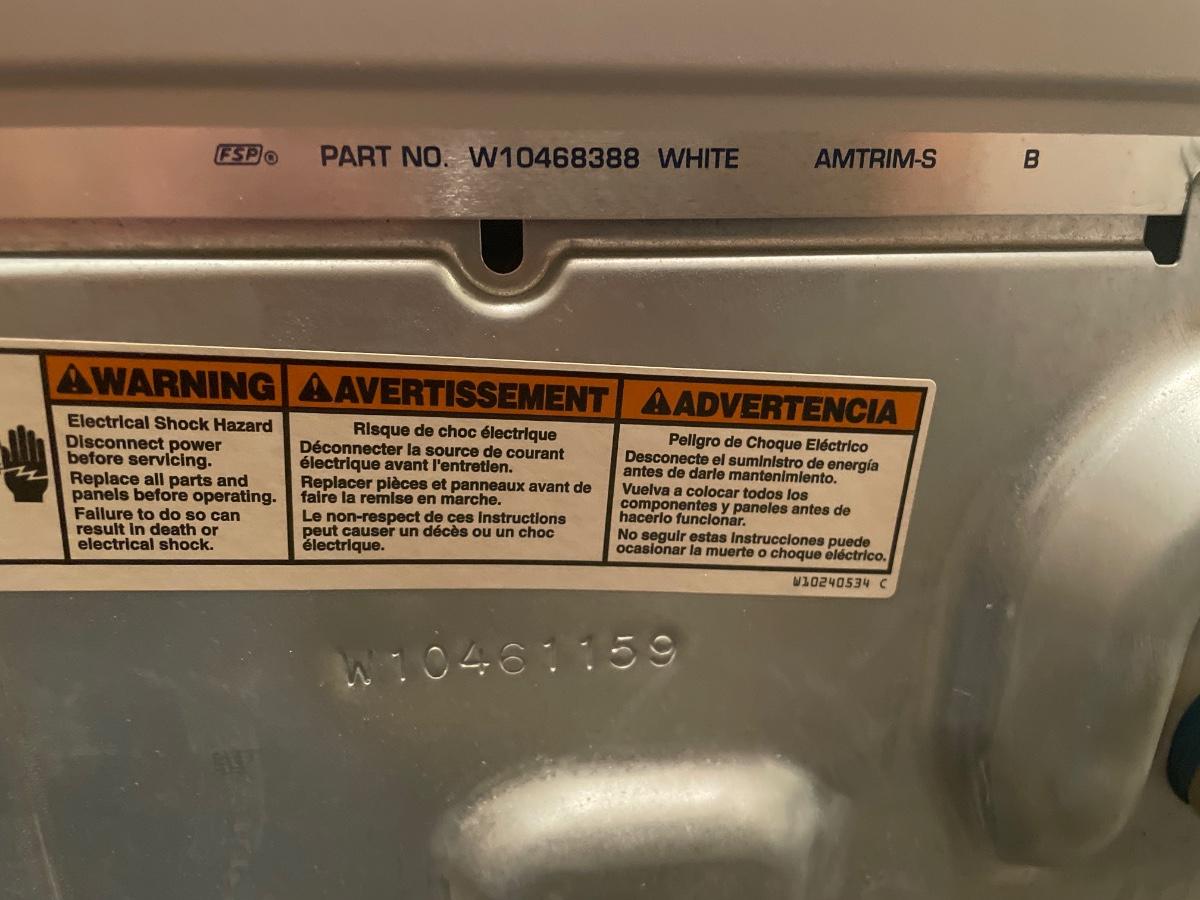 FSP® PART NO. W10468388 WHITE AMTRIM-S B
⚠WARNING
Electrical Shock Hazard
Disconnect power
before servicing.
Replace all parts and
panels before operating.
Failure to do so can
result in death or
electrical shock.
⚠AVERTISSEMENT
Risque de choc électrique
Déconnecter la source de courant
électrique avant l'entretien.
Replacer pièces et panneaux avant de
faire la remise en marche.
Le non-respect de ces instructions
peut causer un décès ou un choc
électrique.
⚠ADVERTENCIA
Peligro de Choque Eléctrico
Desconecte el suministro de energía
antes de darle mantenimiento.
Vuelva a colocar todos los
componentes y paneles antes de
hacerlo funcionar.
No seguir estas instrucciones puede
ocasionar la muerte o choque eléctrico.
W10240534 C
W10461159